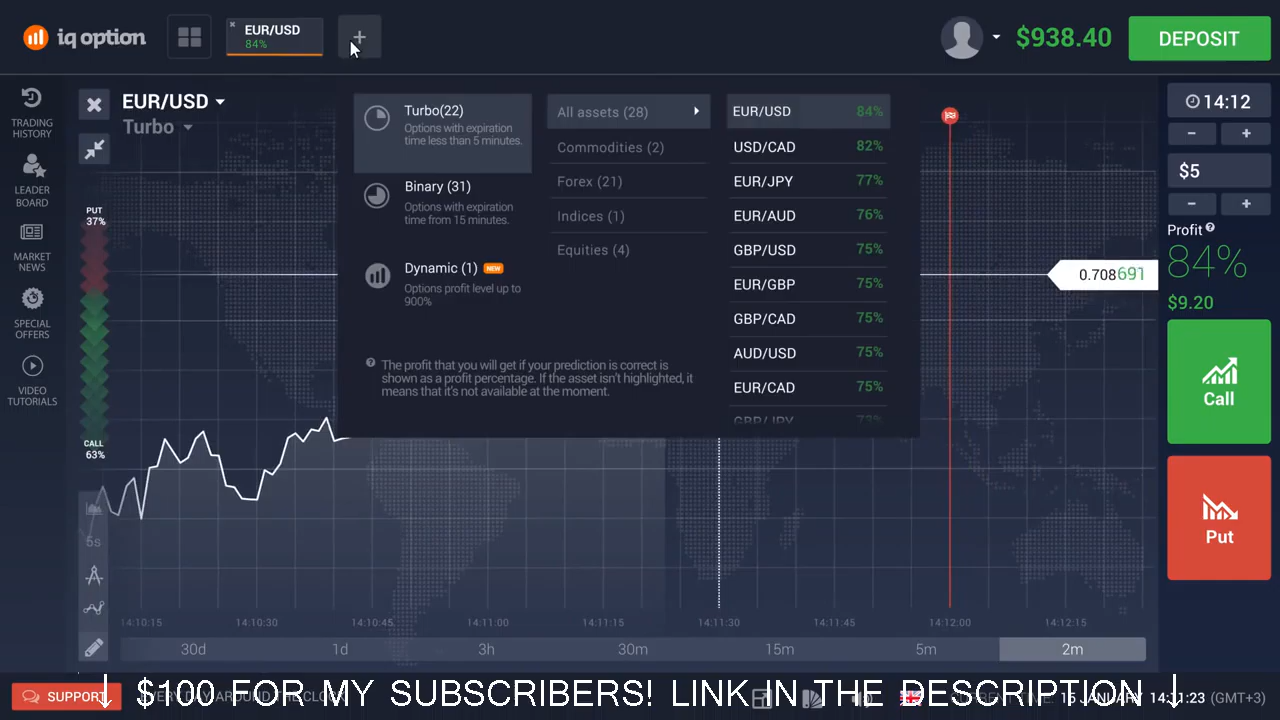 iq option
EUR/USD
84%
$938.40
DEPOSIT
TRADING
HISTORY
LEADER
BOARD
MARKET
NEWS
SPECIAL
OFFERS
VIDEO
TUTORIALS
EUR/USD
Turbo
PUT
37%
CALL
63%
5s
Turbo(22)
Options with expiration
time less than 5 minutes.
Binary (31)
Options with expiration
time from 15 minutes.
Dynamic (1) NEW
Options profit level up to
900%
The profit that you will get if your prediction is correct is
shown as a profit percentage. If the asset isn't highlighted, it
means that it's not available at the moment.
All assets (28)
Commodities (2)
Forex (21)
Indices (1)
Equities (4)
EUR/USD 84%
USD/CAD 82%
EUR/JPY 77%
EUR/AUD 76%
GBP/USD 75%
EUR/GBP 75%
GBP/CAD 75%
AUD/USD 75%
EUR/CAD 75%
GBP/JPY 73%
0.708691
14:12
$5
Profit
84%
$9.20
Call
Put
14:10:15 14:10:30 14:10:45 14:11:00 14:11:15 14:11:30 14:11:45 14:12:00 14:12:15
30d 1d 3h 30m 15m 5m 2m
SUPPORT
↓ $100 FOR MY SUBSCRIBERS! LINK IN THE DESCRIPTION ↓
15 JANUARY 14:11:23 (GMT+3)